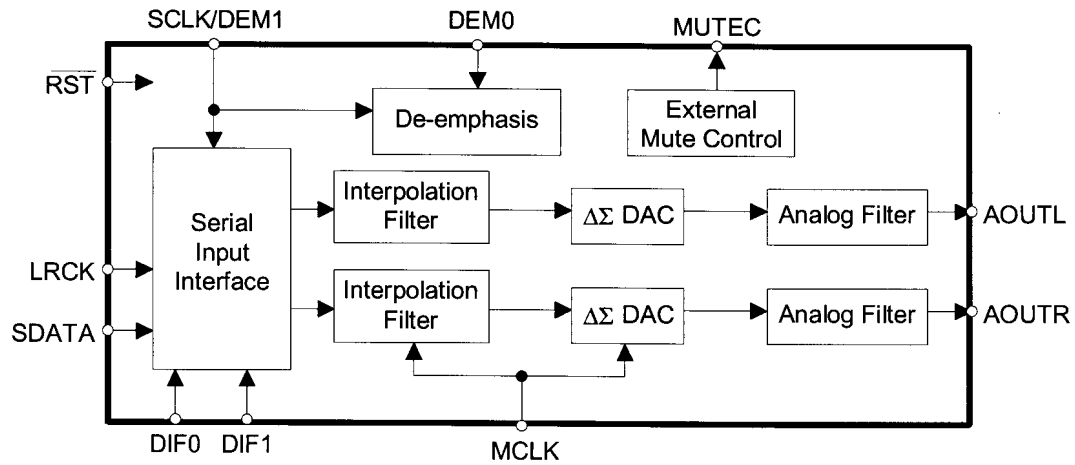 SCLK/DEM1
DEM0
MUTEC
RST
De-emphasis
External
Mute Control
Serial
Input
Interface
Interpolation
Filter
ΔΣ DAC
Analog Filter
AOUTL
LRCK
SDATA
Interpolation
Filter
ΔΣ DAC
Analog Filter
AOUTR
DIF0
DIF1
MCLK